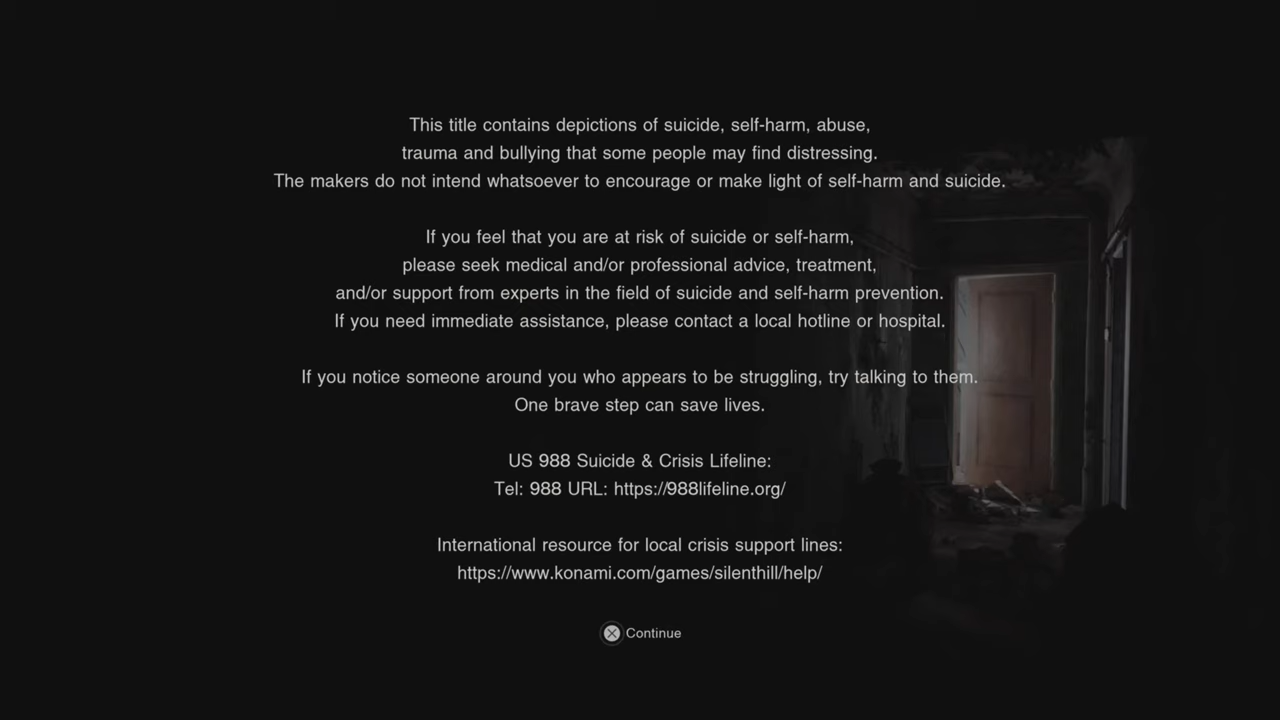 This title contains depictions of suicide, self-harm, abuse,
trauma and bullying that some people may find distressing.
The makers do not intend whatsoever to encourage or make light of self-harm and suicide.
If you feel that you are at risk of suicide or self-harm,
please seek medical and/or professional advice, treatment,
and/or support from experts in the field of suicide and self-harm prevention.
If you need immediate assistance, please contact a local hotline or hospital.
If you notice someone around you who appears to be struggling, try talking to them.
One brave step can save lives.
US 988 Suicide & Crisis Lifeline:
Tel: 988 URL: https://988lifeline.org/
International resource for local crisis support lines:
https://www.konami.com/games/silenthill/help/
Continue